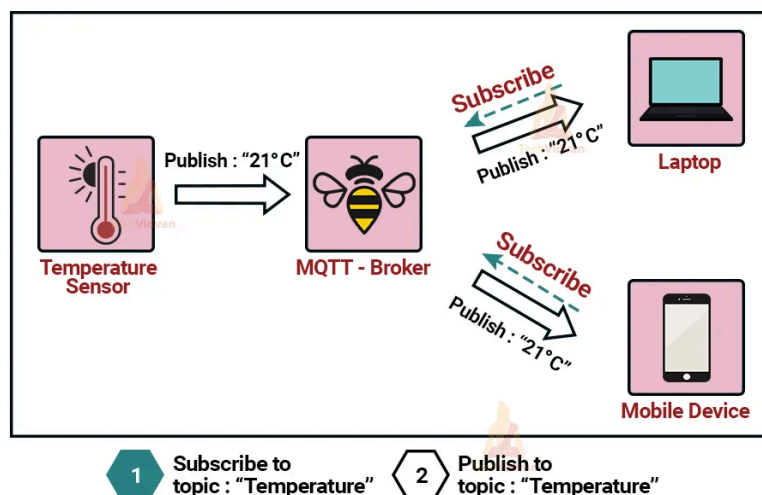 Subscribe
Publish : “21°C”
Laptop
Publish : “21°C”
Temperature
Sensor
MQTT - Broker
Subscribe
Publish : “21°C”
Mobile Device
1
Subscribe to
topic : “Temperature”
2
Publish to
topic : “Temperature”